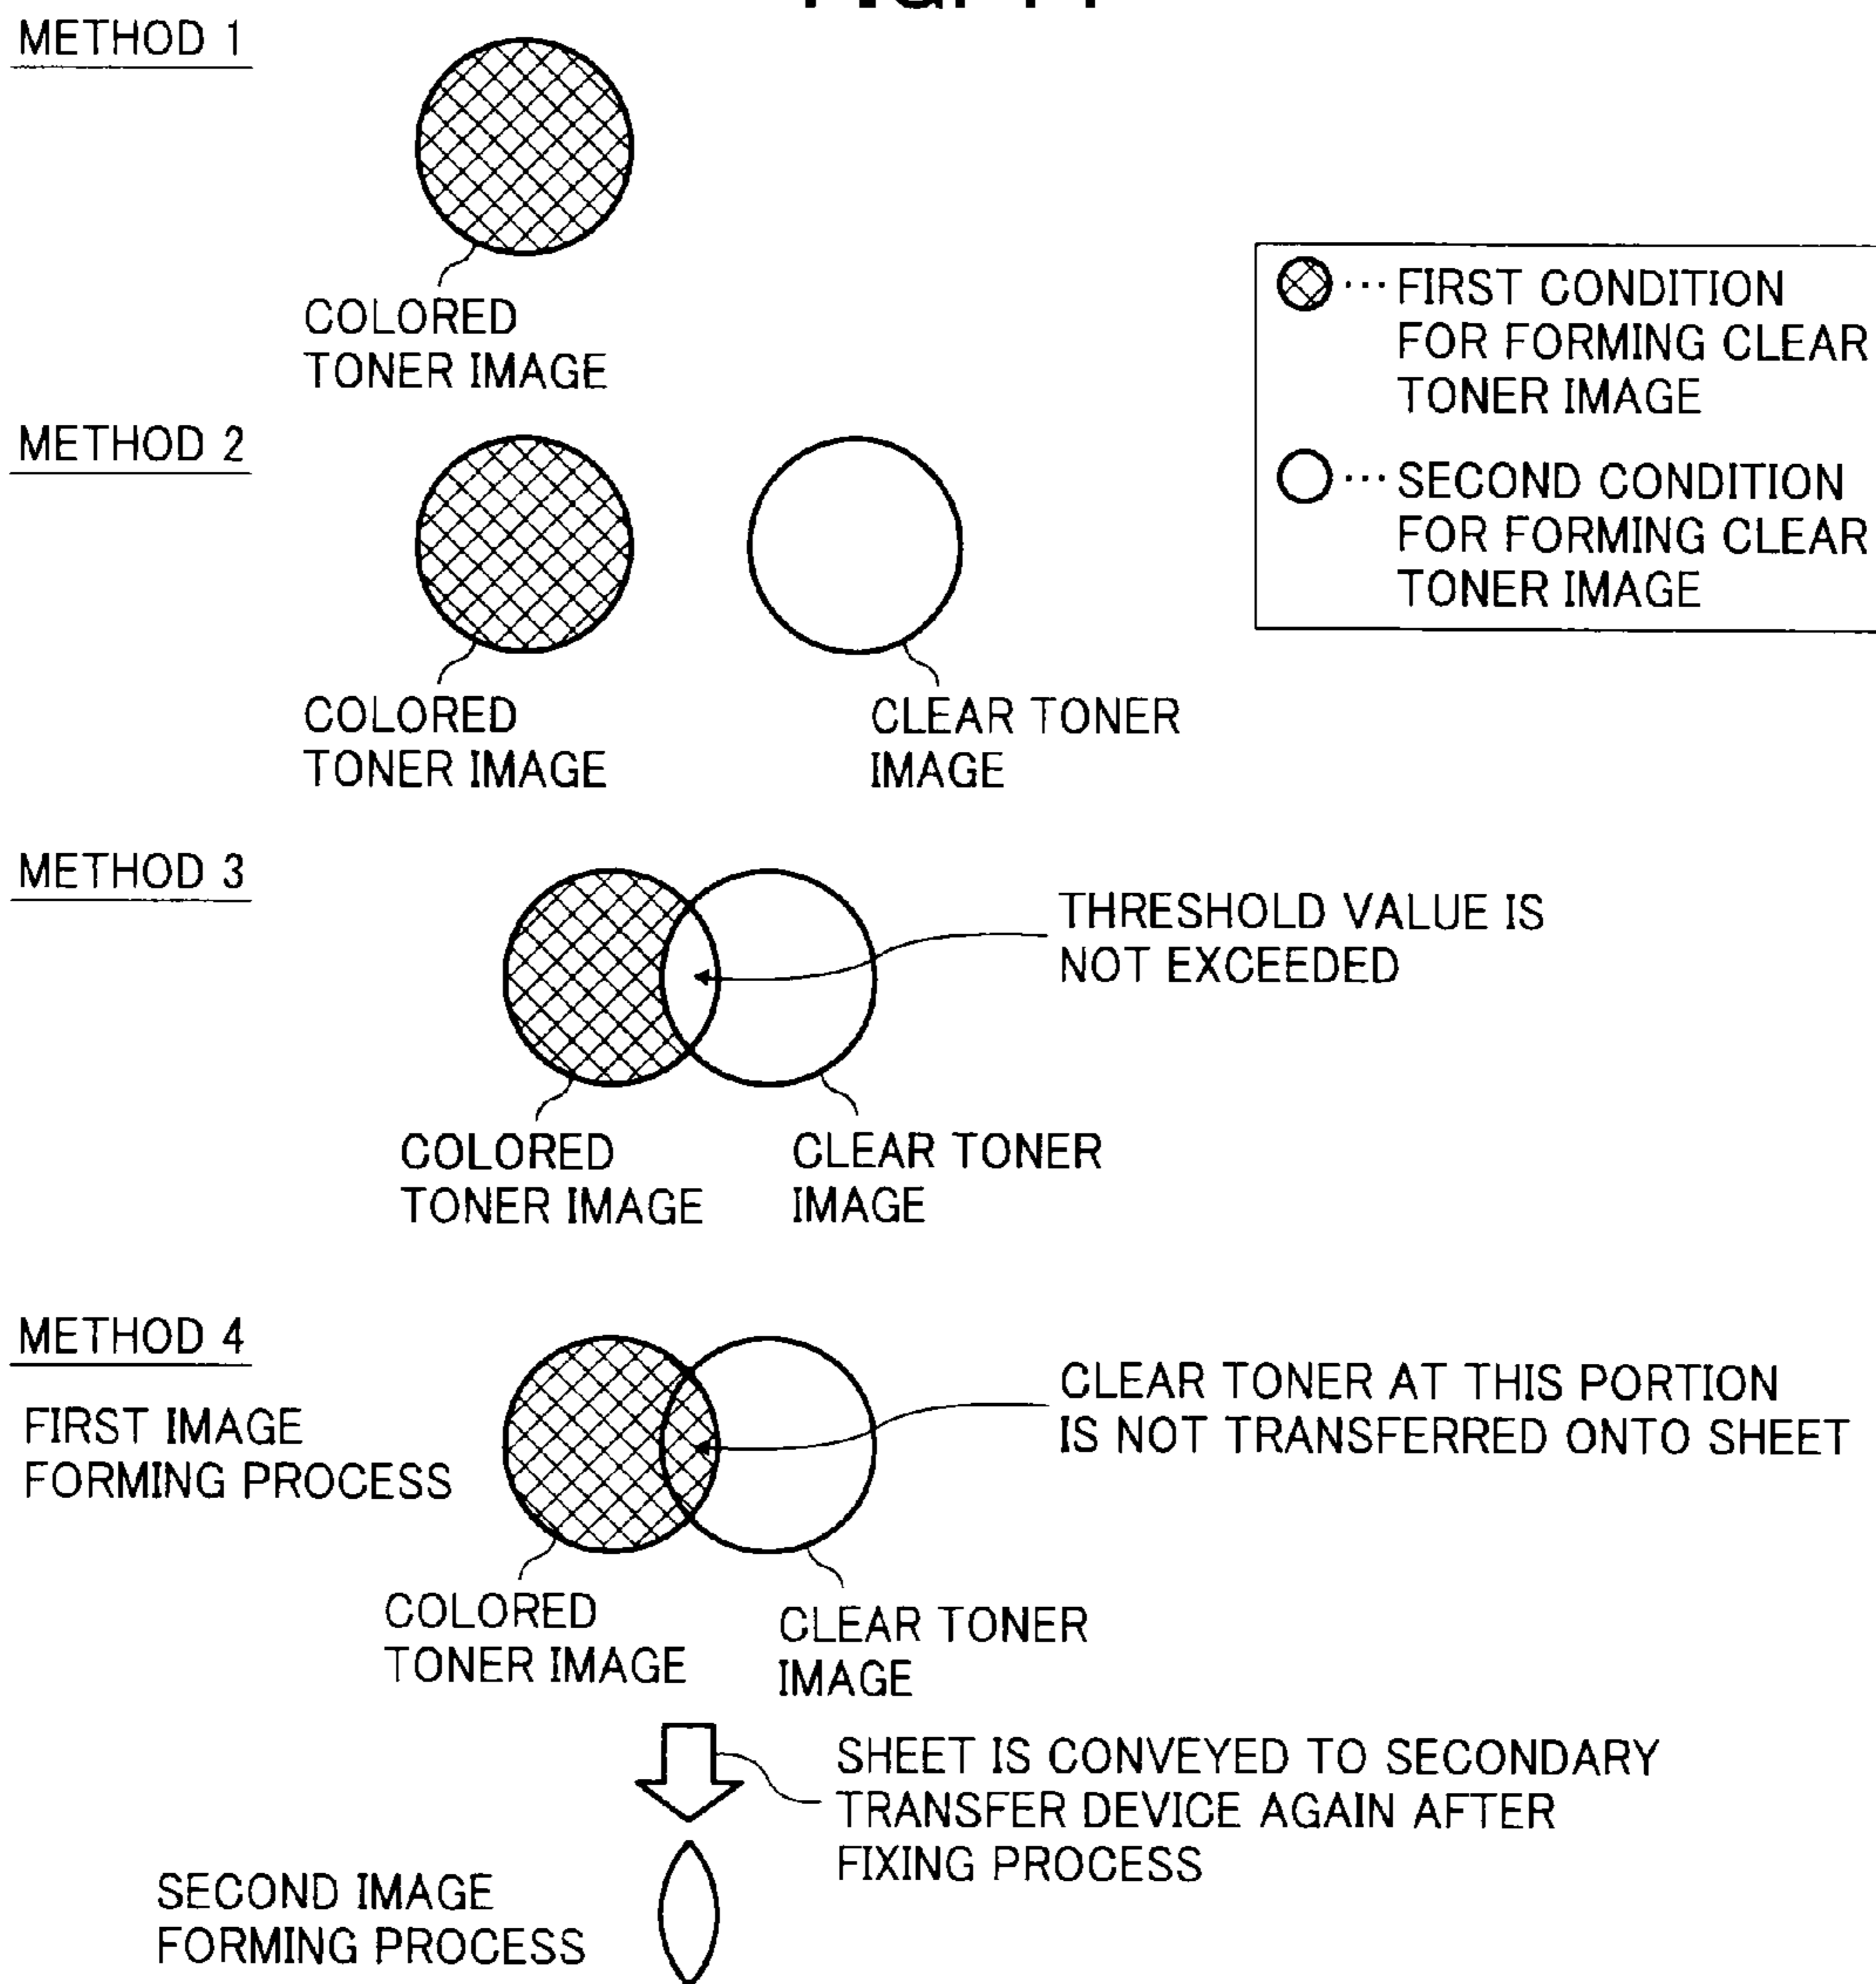 METHOD 1
COLORED
TONER IMAGE
··· FIRST CONDITION
FOR FORMING CLEAR
TONER IMAGE
··· SECOND CONDITION
FOR FORMING CLEAR
TONER IMAGE
METHOD 2
COLORED
TONER IMAGE
CLEAR TONER
IMAGE
METHOD 3
THRESHOLD VALUE IS
NOT EXCEEDED
COLORED
TONER IMAGE
CLEAR TONER
IMAGE
METHOD 4
FIRST IMAGE
FORMING PROCESS
CLEAR TONER AT THIS PORTION
IS NOT TRANSFERRED ONTO SHEET
COLORED
TONER IMAGE
CLEAR TONER
IMAGE
SHEET IS CONVEYED TO SECONDARY
TRANSFER DEVICE AGAIN AFTER
FIXING PROCESS
SECOND IMAGE
FORMING PROCESS